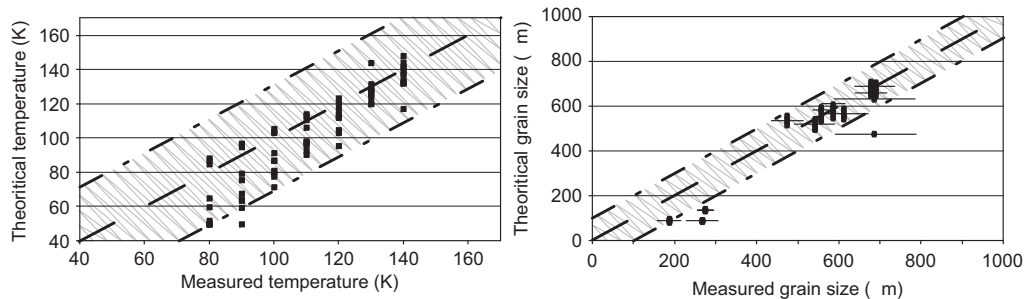 160
140
120
100
80
60
40
40 60 80 100 120 140 160
Theoritical temperature (K)
Measured temperature (K)
1000
800
600
400
200
0
0 200 400 600 800 1000
Theoritical grain size ( m)
Measured grain size ( m)